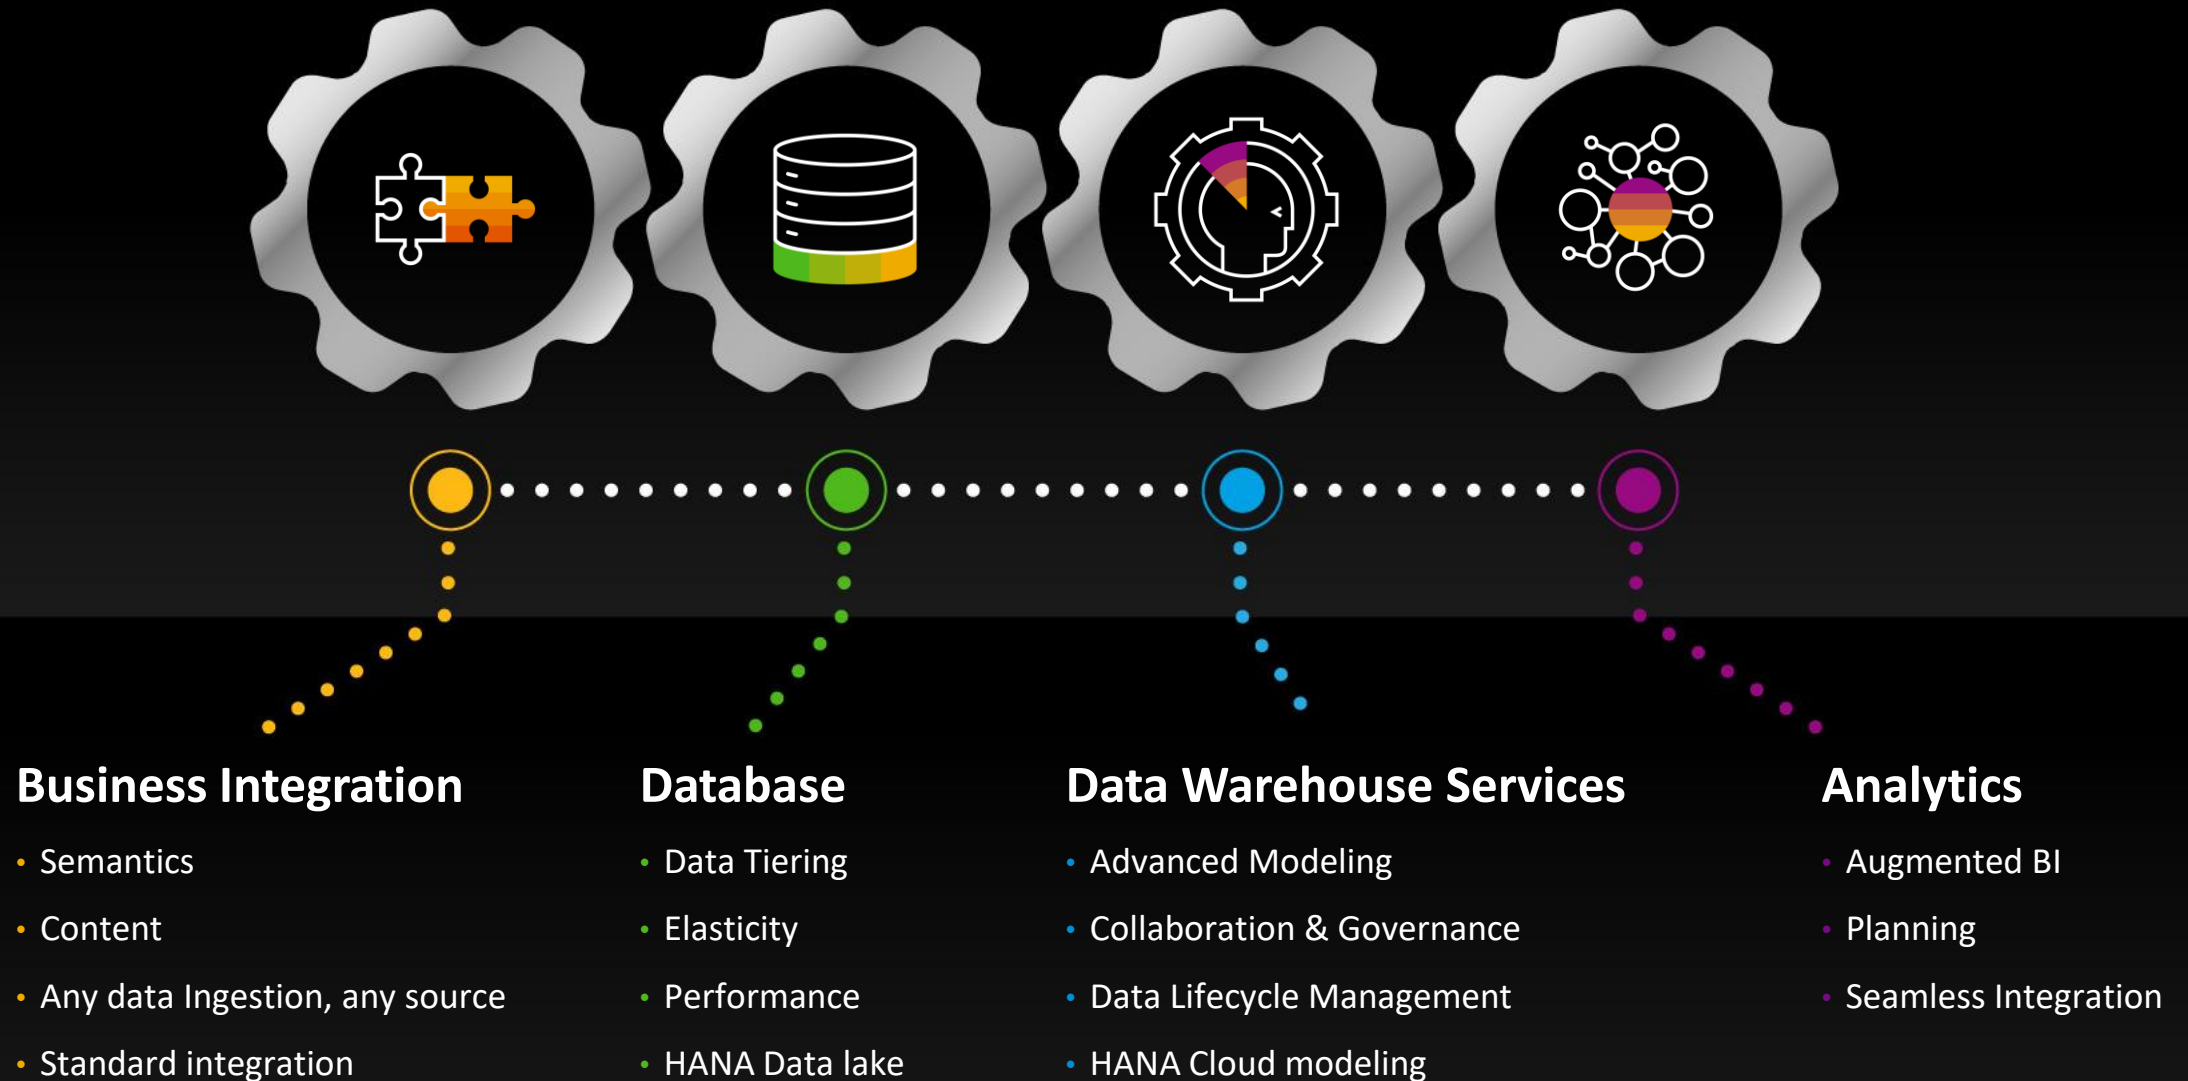 Business Integration
• Semantics
• Content
• Any data Ingestion, any source
• Standard integration
Database
• Data Tiering
• Elasticity
• Performance
• HANA Data lake
Data Warehouse Services
• Advanced Modeling
• Collaboration & Governance
• Data Lifecycle Management
• HANA Cloud modeling
Analytics
• Augmented BI
• Planning
• Seamless Integration